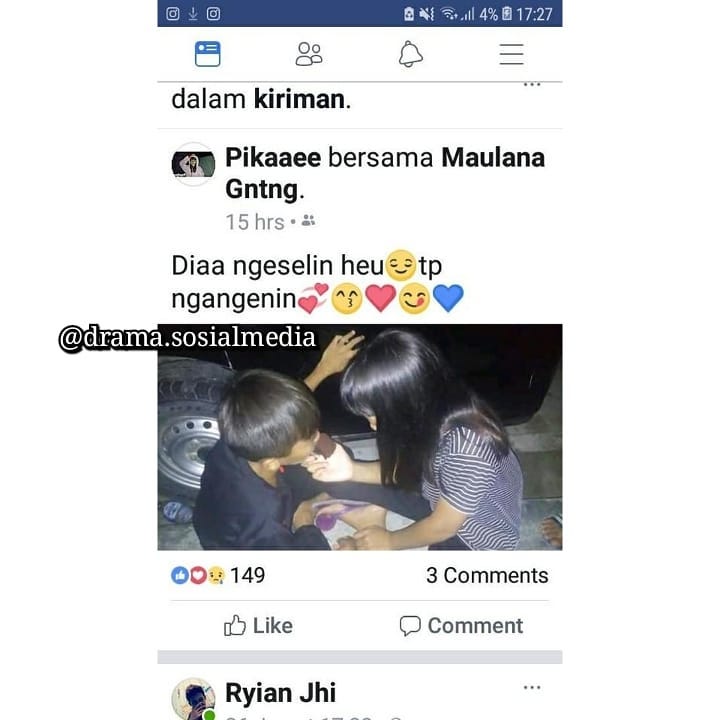 4% 17:27
dalam kiriman.
Pikaaee bersama Maulana
Gntng.
15 hrs •
Diaa ngeselin heu😌tp
ngangenin💞😙❤️😋💙
@drama.sosialmedia
149
3 Comments
Like
Comment
Ryian Jhi